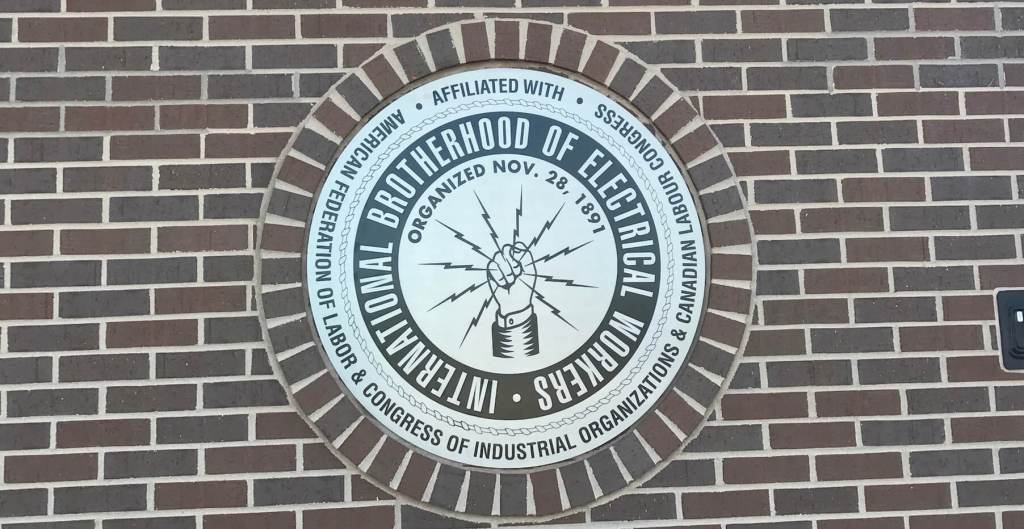 AFFILIATED WITH
AMERICAN FEDERATION OF LABOR & CONGRESS OF INDUSTRIAL ORGANIZATIONS & CANADIAN LABOUR CONGRESS
INTERNATIONAL BROTHERHOOD OF ELECTRICAL WORKERS
ORGANIZED NOV. 28, 1891